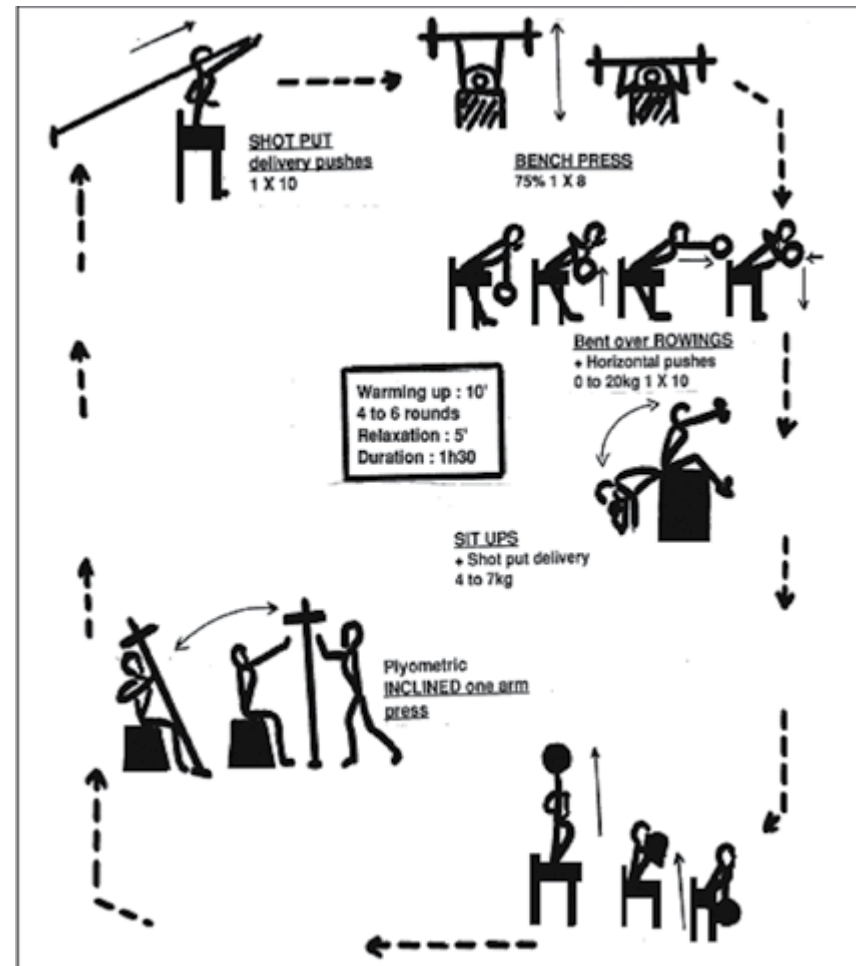 SHOT PUT
delivery pushes
1 X 10
BENCH PRESS
75% 1 X 8
Bent over ROWINGS
+ Horizontal pushes
0 to 20kg 1 X 10
Warming up : 10'
4 to 6 rounds
Relaxation : 5'
Duration : 1h30
SIT UPS
+ Shot put delivery
4 to 7kg
Plyometric
INCLINED one arm
press